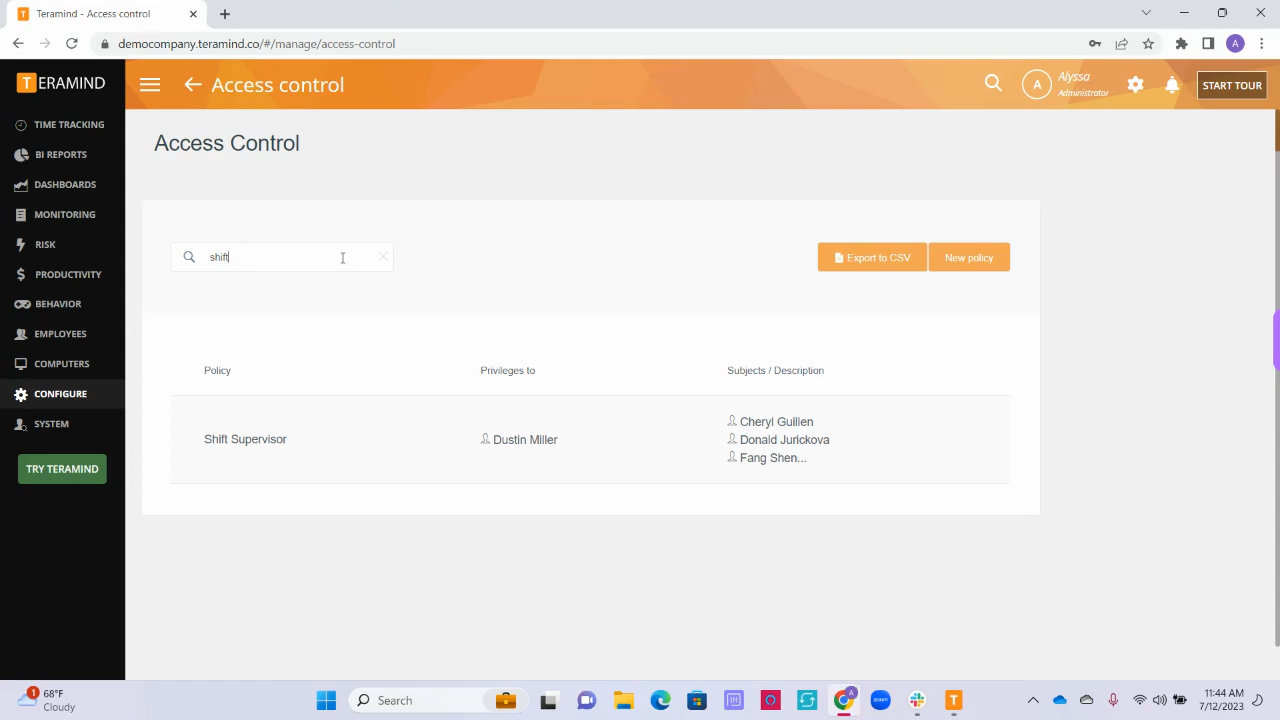 Teramind - Access control
democompany.teramind.co/#/manage/access-control
A
TERAMIND
Access control
A
Alyssa
Administrator
START TOUR
TIME TRACKING
BI REPORTS
DASHBOARDS
MONITORING
RISK
PRODUCTIVITY
BEHAVIOR
EMPLOYEES
COMPUTERS
CONFIGURE
SYSTEM
TRY TERAMIND
Access Control
shift
Export to CSV
New policy
Policy
Privileges to
Subjects / Description
Shift Supervisor
Dustin Miller
Cheryl Guillen
Donald Jurickova
Fang Shen...
1
68°F
Cloudy
Search
A
zoom
T
11:44 AM
7/12/2023